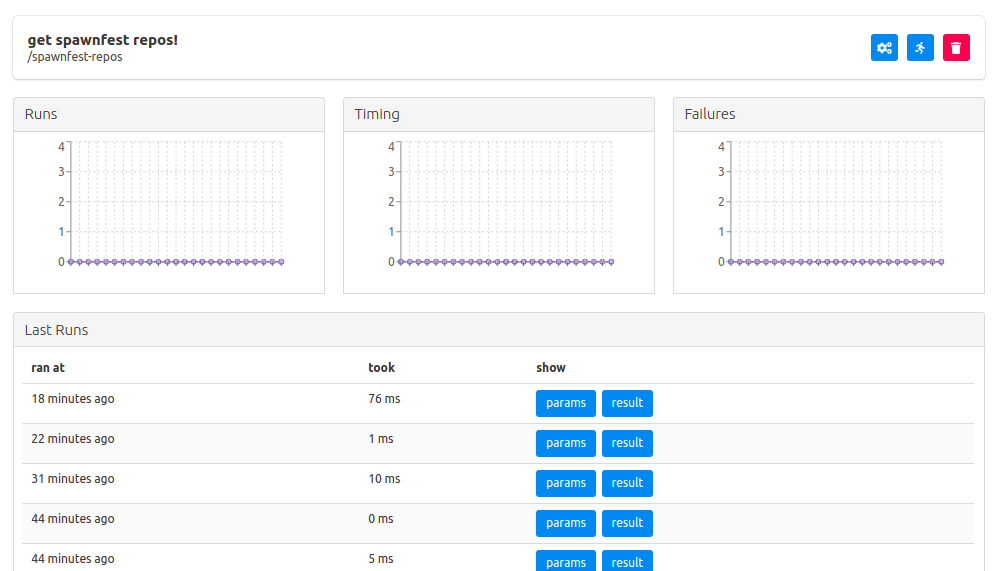 get spawnfest repos!
/spawnfest-repos
Runs
4
3
2
1
0
Timing
4
3
2
1
0
Failures
4
3
2
1
0
Last Runs
ran at took show
18 minutes ago 76 ms params result
22 minutes ago 1 ms params result
31 minutes ago 10 ms params result
44 minutes ago 0 ms params result
44 minutes ago 5 ms params result